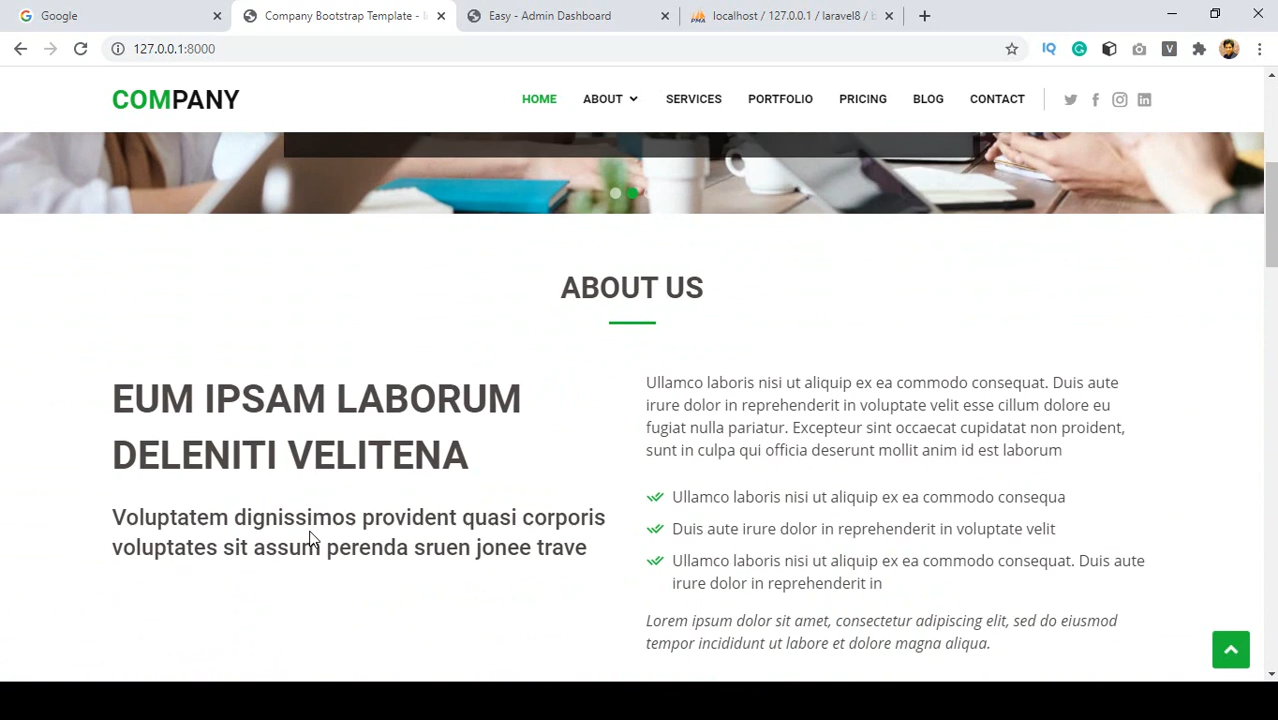 Google
Company Bootstrap Template - I
Easy - Admin Dashboard
localhost / 127.0.0.1 / laravel8 / b
127.0.0.1:8000
COMPANY
HOME
ABOUT
SERVICES
PORTFOLIO
PRICING
BLOG
CONTACT
ABOUT US
EUM IPSAM LABORUM
DELENITI VELITENA
Voluptatem dignissimos provident quasi corporis
voluptates sit assum perenda sruen jonee trave
Ullamco laboris nisi ut aliquip ex ea commodo consequat. Duis aute
irure dolor in reprehenderit in voluptate velit esse cillum dolore eu
fugiat nulla pariatur. Excepteur sint occaecat cupidatat non proident,
sunt in culpa qui officia deserunt mollit anim id est laborum
Ullamco laboris nisi ut aliquip ex ea commodo consequa
Duis aute irure dolor in reprehenderit in voluptate velit
Ullamco laboris nisi ut aliquip ex ea commodo consequat. Duis aute
irure dolor in reprehenderit in
Lorem ipsum dolor sit amet, consectetur adipiscing elit, sed do eiusmod
tempor incididunt ut labore et dolore magna aliqua.